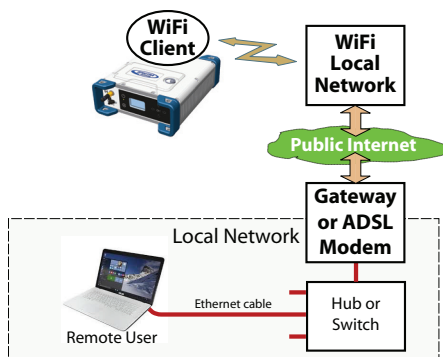 WiFi
Client
WiFi
Local
Network
Public Internet
Gateway
or ADSL
Modem
Local Network
Ethernet cable
Hub or
Switch
Remote User